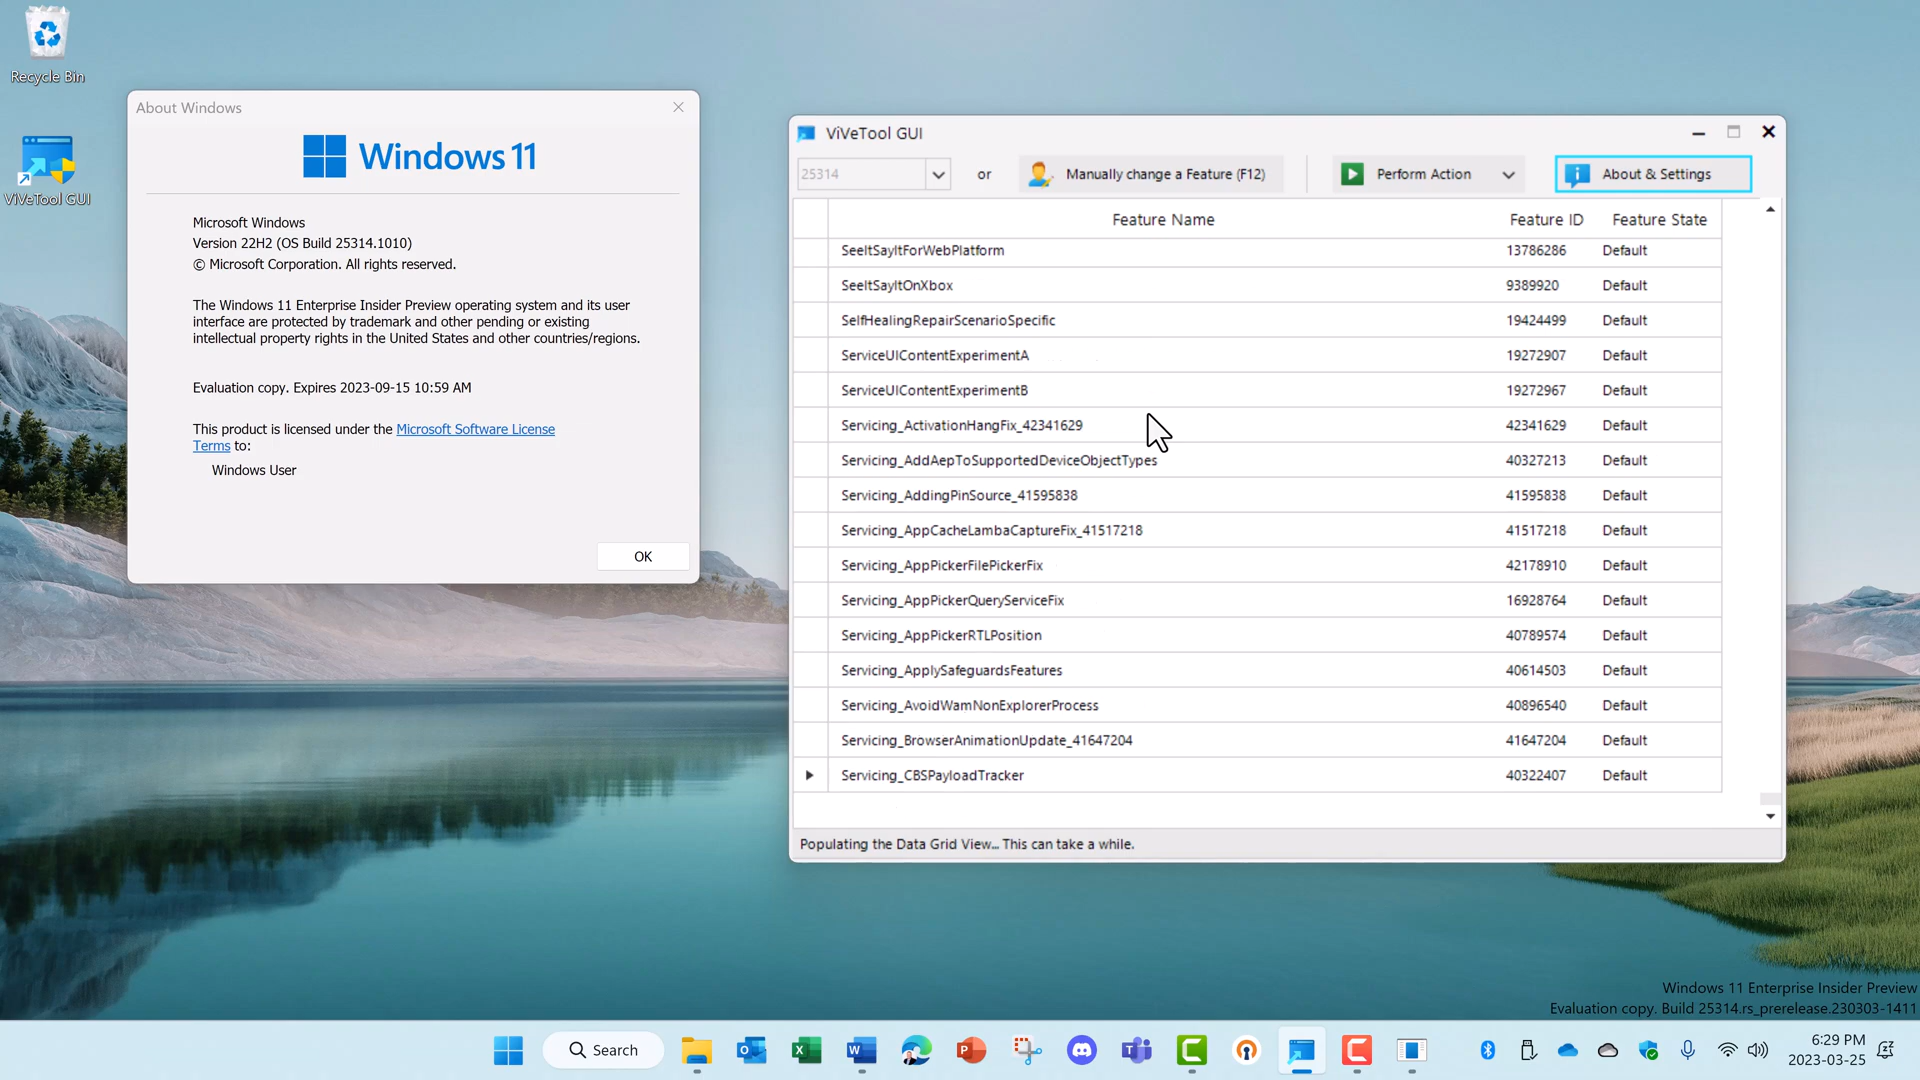 Recycle Bin
ViVeTool GUI
About Windows
Windows 11
Microsoft Windows
Version 22H2 (OS Build 25314.1010)
© Microsoft Corporation. All rights reserved.
The Windows 11 Enterprise Insider Preview operating system and its user
interface are protected by trademark and other pending or existing
intellectual property rights in the United States and other countries/regions.
Evaluation copy. Expires 2023-09-15 10:59 AM
This product is licensed under the Microsoft Software License
Terms to:
Windows User
OK
ViVeTool GUI
25314 or Manually change a Feature (F12) Perform Action About & Settings
Feature Name Feature ID Feature State
SeeItSayItForWebPlatform 13786286 Default
SeeItSayItOnXbox 9389920 Default
SelfHealingRepairScenarioSpecific 19424499 Default
ServiceUIContentExperimentA 19272907 Default
ServiceUIContentExperimentB 19272967 Default
Servicing_ActivationHangFix_42341629 42341629 Default
Servicing_AddAepToSupportedDeviceObjectTypes 40327213 Default
Servicing_AddingPinSource_41595838 41595838 Default
Servicing_AppCacheLambaCaptureFix_41517218 41517218 Default
Servicing_AppPickerFilePickerFix 42178910 Default
Servicing_AppPickerQueryServiceFix 16928764 Default
Servicing_AppPickerRTLPosition 40789574 Default
Servicing_ApplySafeguardsFeatures 40614503 Default
Servicing_AvoidWamNonExplorerProcess 40896540 Default
Servicing_BrowserAnimationUpdate_41647204 41647204 Default
Servicing_CBSPayloadTracker 40322407 Default
Populating the Data Grid View... This can take a while.
Windows 11 Enterprise Insider Preview
Evaluation copy. Build 25314.rs_prerelease.230303-1411
Search
6:29 PM
2023-03-25